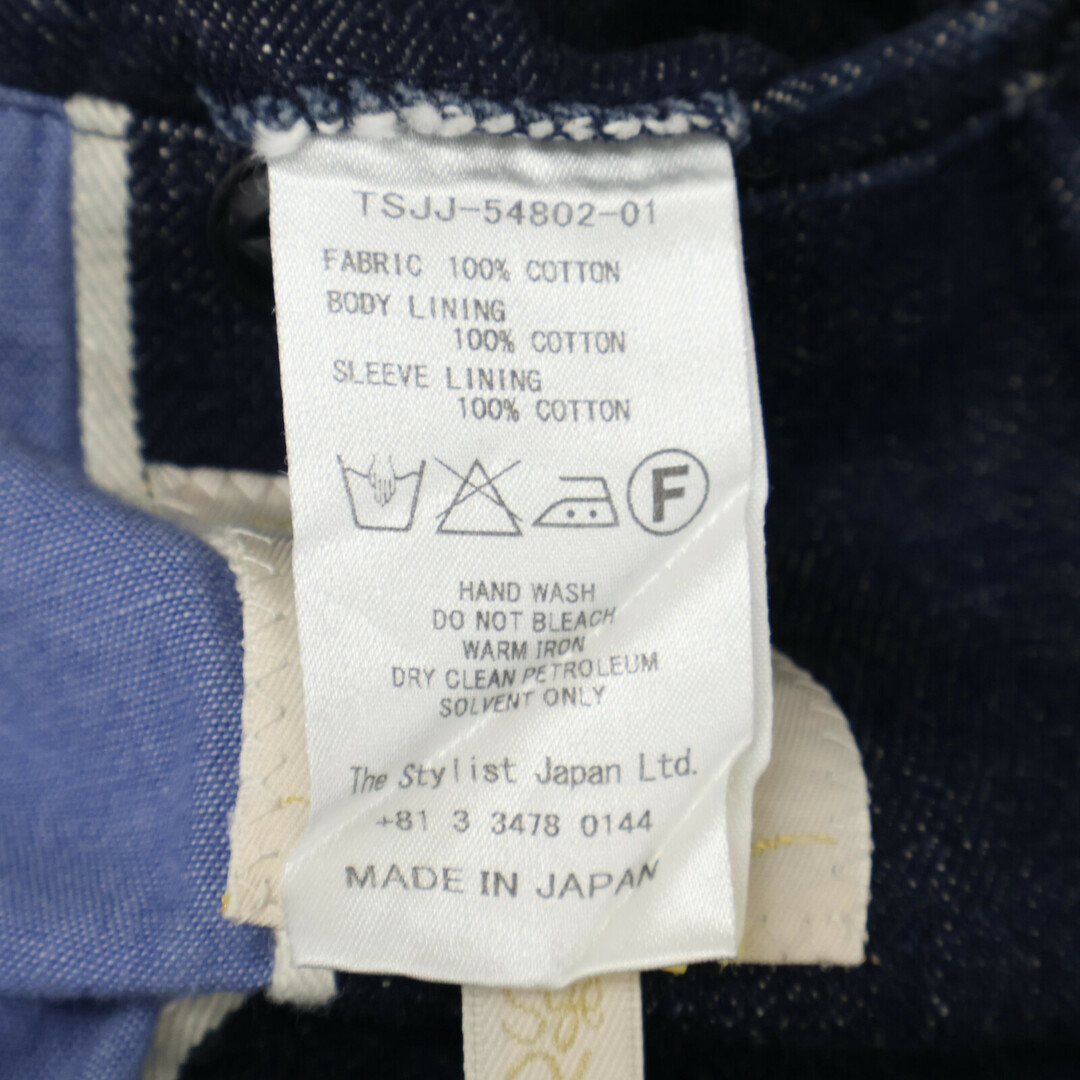 TSJJ-54802-01
FABRIC 100% COTTON
BODY LINING
100% COTTON
SLEEVE LINING
100% COTTON
F
HAND WASH
DO NOT BLEACH
WARM IRON
DRY CLEAN PETROLEUM
SOLVENT ONLY
The Stylist Japan Ltd.
+81 3 3478 0144
MADE IN JAPAN